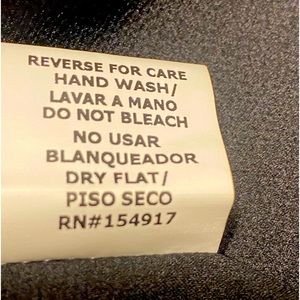 REVERSE FOR CARE
HAND WASH/
LAVAR A MANO
DO NOT BLEACH
NO USAR
BLANQUEADOR
DRY FLAT/
PISO SECO
RN#154917